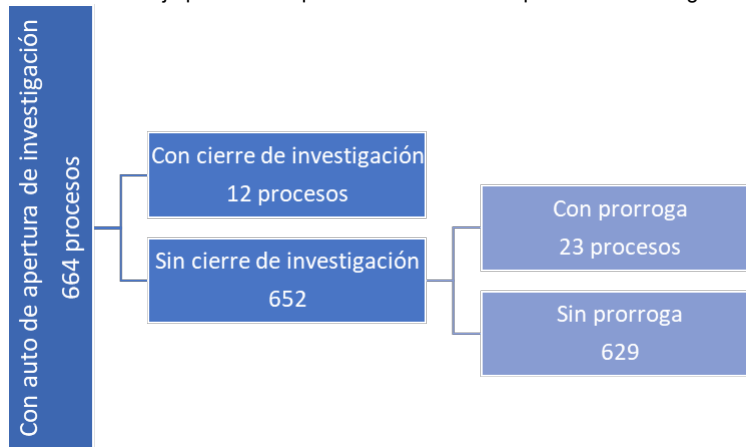 Con auto de apertura de investigación
664 procesos
Con cierre de investigación
12 procesos
Sin cierre de investigación
652
Con prorroga
23 procesos
Sin prorroga
629